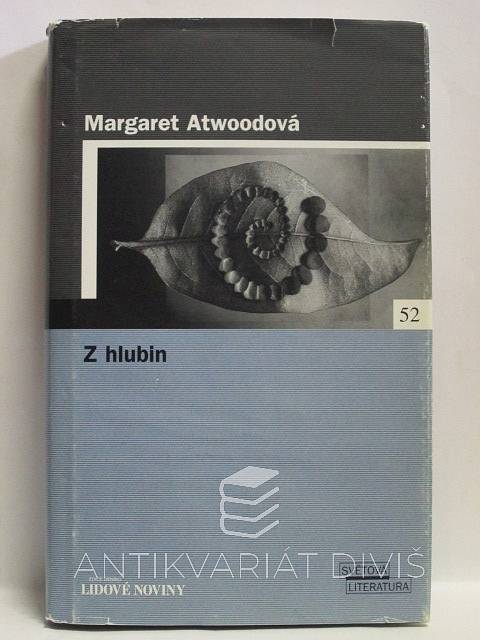 Margaret Atwoodová
52
Z hlubin
ANTIKVARIÁT DIVIŠ
SVĚTOVÁ
LITERATURA
LIDOVÉ NOVINY